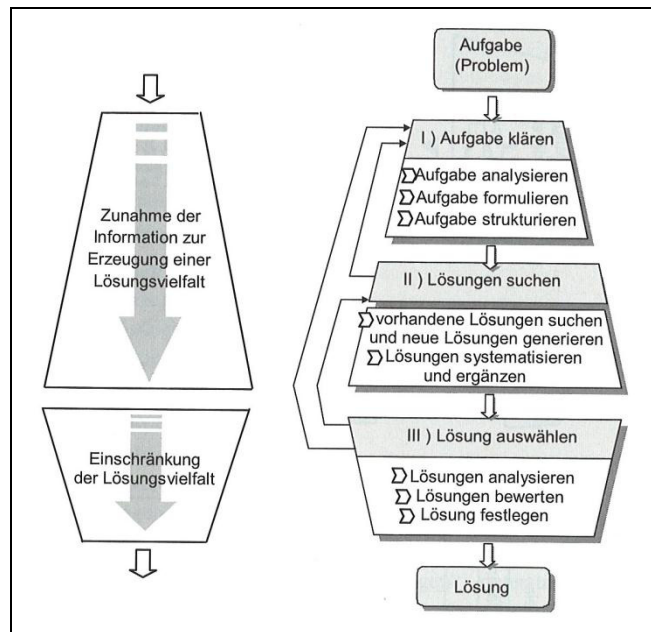 Zunahme der
Information zur
Erzeugung einer
Lösungsvielfalt
Einschränkung
der Lösungsvielfalt
Aufgabe
(Problem)
I ) Aufgabe klären
Aufgabe analysieren
Aufgabe formulieren
Aufgabe strukturieren
II ) Lösungen suchen
vorhandene Lösungen suchen
und neue Lösungen generieren
Lösungen systematisieren
und ergänzen
III ) Lösung auswählen
Lösungen analysieren
Lösungen bewerten
Lösung festlegen
Lösung